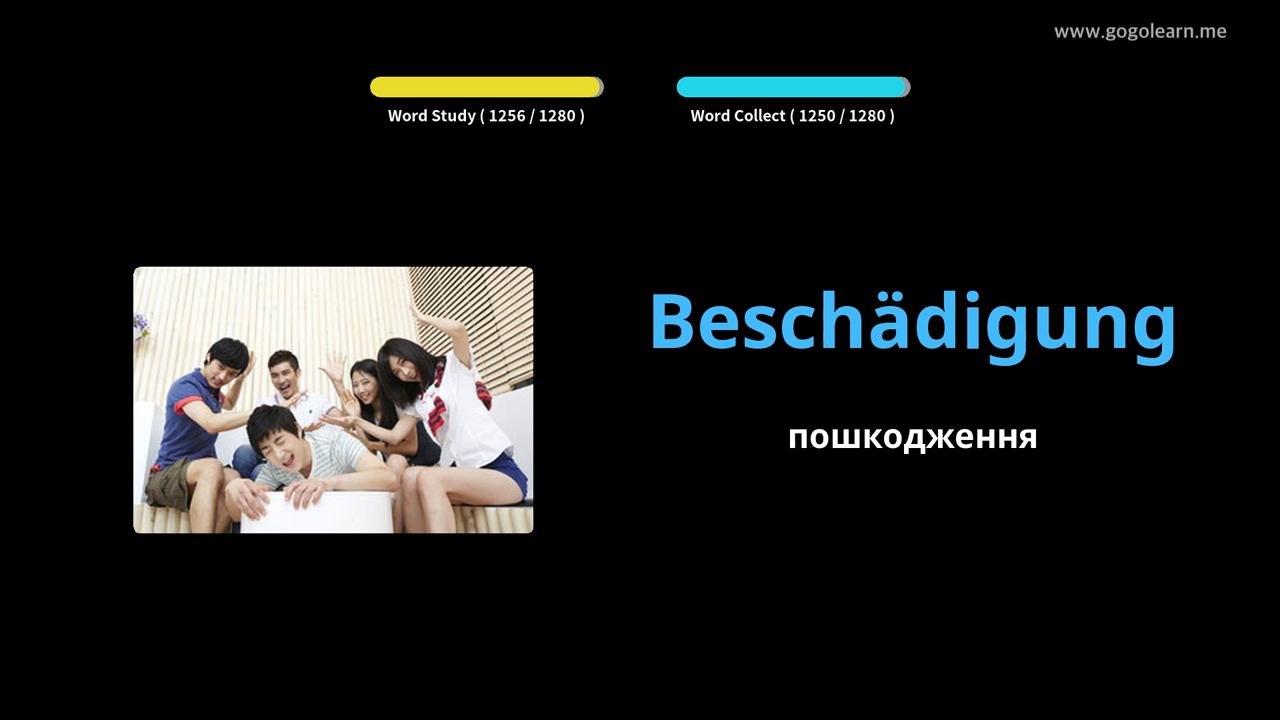 www.gogolearn.me
Word Study ( 1256 / 1280 )
Word Collect ( 1250 / 1280 )
Beschädigung
пошкодження